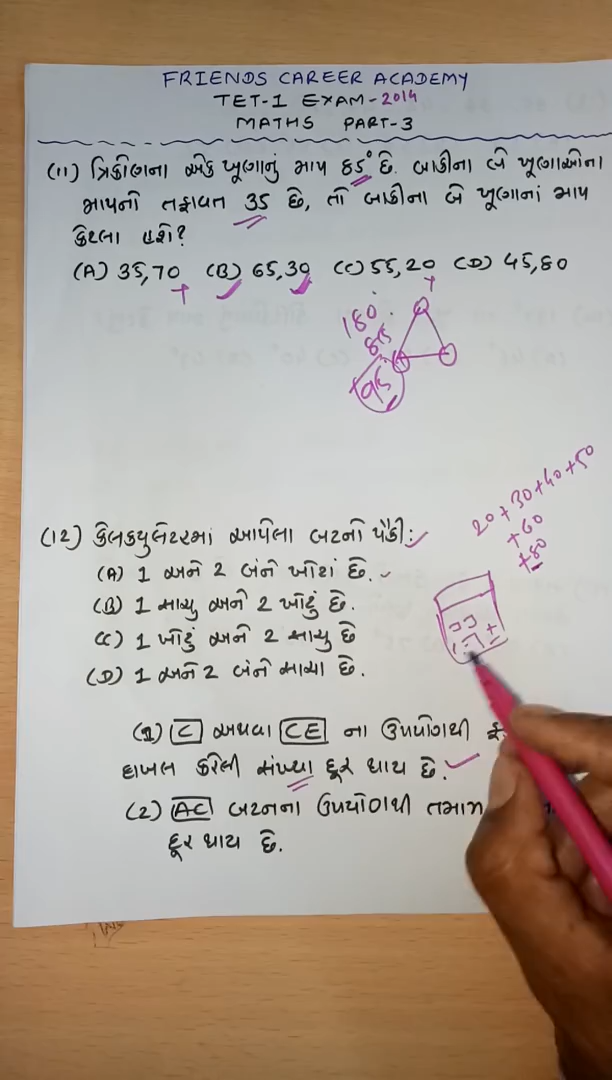 FRIENDS CAREER ACADEMY
TET-1 EXAM-2014
MATHS PART-3
(11) ત્રિકોણના એક ખૂણાનું માપ 85° છે. બાકીના બે ખૂણાઓના
માપનો તફાવત 35 છે, તો બાકીના બે ખૂણાનાં માપ
કેટલા હશે?
(A) 35,70 (B) 65,30 (C) 55,20 (D) 45,80
180
85
95
20+30+40+50
+60
+80
(12) કેલક્યુલેટરમાં આપેલા બટનો પૈકી:
(A) 1 અને 2 બંને ખોટાં છે.
(B) 1 સાચુ અને 2 ખોટું છે.
(C) 1 ખોટું અને 2 સાચુ છે
(D) 1 અને 2 બંને સાચા છે.
(1) C અથવા CE ના ઉપયોગથી
દાખલ કરેલી સંખ્યા દૂર થાય છે.
(2) AC બટનના ઉપયોગથી તમામ
દૂર થાય છે.